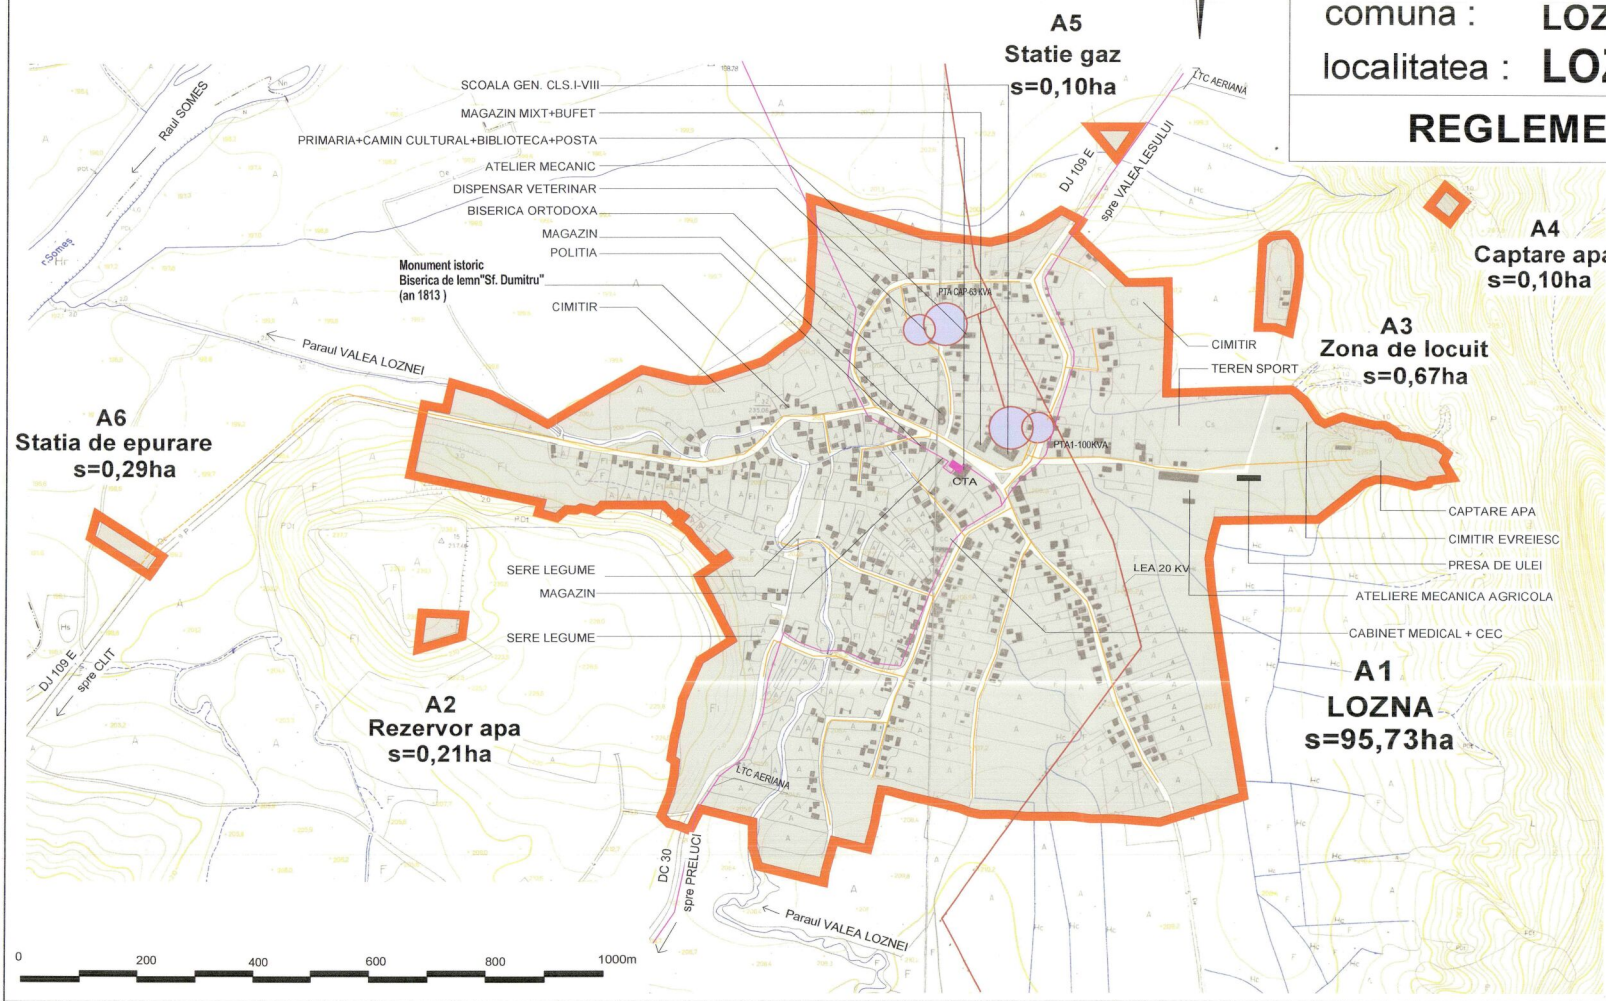 comuna : LOZ
localitatea : LOZ
REGLEME
A5
Statie gaz
s=0,10ha
LTC AERIANA
DJ 109 E
spre VALEA LESULUI
A4
Captare apa
s=0,10ha
A3
Zona de locuit
s=0,67ha
Raul SOMES
r.Somes
SCOALA GEN. CLS.I-VIII
MAGAZIN MIXT+BUFET
PRIMARIA+CAMIN CULTURAL+BIBLIOTECA+POSTA
ATELIER MECANIC
DISPENSAR VETERINAR
BISERICA ORTODOXA
MAGAZIN
POLITIA
Monument istoric
Biserica de lemn"Sf. Dumitru"
(an 1813 )
CIMITIR
Paraul VALEA LOZNEI
PTA CAP-63 KVA
CIMITIR
TEREN SPORT
A6
Statia de epurare
s=0,29ha
PTA1-100KVA
CTA
CAPTARE APA
CIMITIR EVREIESC
PRESA DE ULEI
ATELIERE MECANICA AGRICOLA
CABINET MEDICAL + CEC
LEA 20 KV
SERE LEGUME
MAGAZIN
SERE LEGUME
DJ 109 E
spre CLIT
A2
Rezervor apa
s=0,21ha
A1
LOZNA
s=95,73ha
LTC AERIANA
DC 30
spre PRELUCI
Paraul VALEA LOZNEI
0 200 400 600 800 1000m